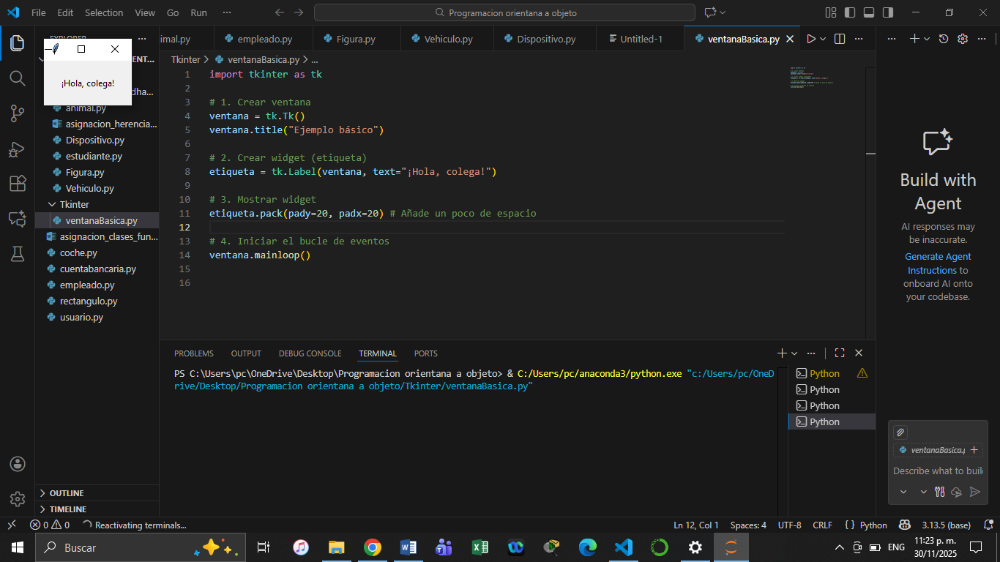 File Edit Selection View Go Run ··· Programacion orientana a objeto
EXPLORER ···
¡Hola, colega!
animal.py
asignacion_herencia...
Dispositivo.py
estudiante.py
Figura.py
Vehiculo.py
Tkinter
ventanaBasica.py
asignacion_clases_fun...
coche.py
cuentabancaria.py
empleado.py
rectangulo.py
usuario.py
OUTLINE
TIMELINE
imal.py empleado.py Figura.py Vehiculo.py Dispositivo.py Untitled-1 ventanaBasica.py
Tkinter > ventanaBasica.py > ...
1 import tkinter as tk
2
3 # 1. Crear ventana
4 ventana = tk.Tk()
5 ventana.title("Ejemplo básico")
6
7 # 2. Crear widget (etiqueta)
8 etiqueta = tk.Label(ventana, text="¡Hola, colega!")
9
10 # 3. Mostrar widget
11 etiqueta.pack(pady=20, padx=20) # Añade un poco de espacio
12
13 # 4. Iniciar el bucle de eventos
14 ventana.mainloop()
15
16
PROBLEMS OUTPUT DEBUG CONSOLE TERMINAL PORTS
PS C:\Users\pc\OneDrive\Desktop\Programacion orientana a objeto> & C:/Users/pc/anaconda3/python.exe "c:/Users/pc/OneD
rive/Desktop/Programacion orientana a objeto/Tkinter/ventanaBasica.py"
Python
Python
Python
Python
Build with
Agent
AI responses may
be inaccurate.
Generate Agent
Instructions to
onboard AI onto
your codebase.
ventanaBasica.p
Describe what to buil
0 0 Reactivating terminals... Ln 12, Col 1 Spaces: 4 UTF-8 CRLF { } Python 3.13.5 (base)
Buscar
ENG
11:23 p. m.
30/11/2025